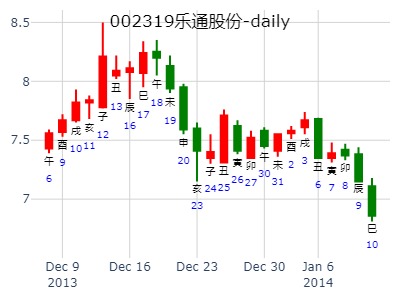 002319乐通股份-daily
8.5
8
7.5
7
午 酉 戌 亥 子 丑 辰 巳 午 未 申 亥 子 丑 寅 卯 午 未 酉 戌 丑 寅 卯 辰 巳
6 9 10 11 12 13 16 17 18 19 20 23 24 25 26 27 30 31 2 3 6 7 8 9 10
Dec 9 Dec 16 Dec 23 Dec 30 Jan 6
2013 2014